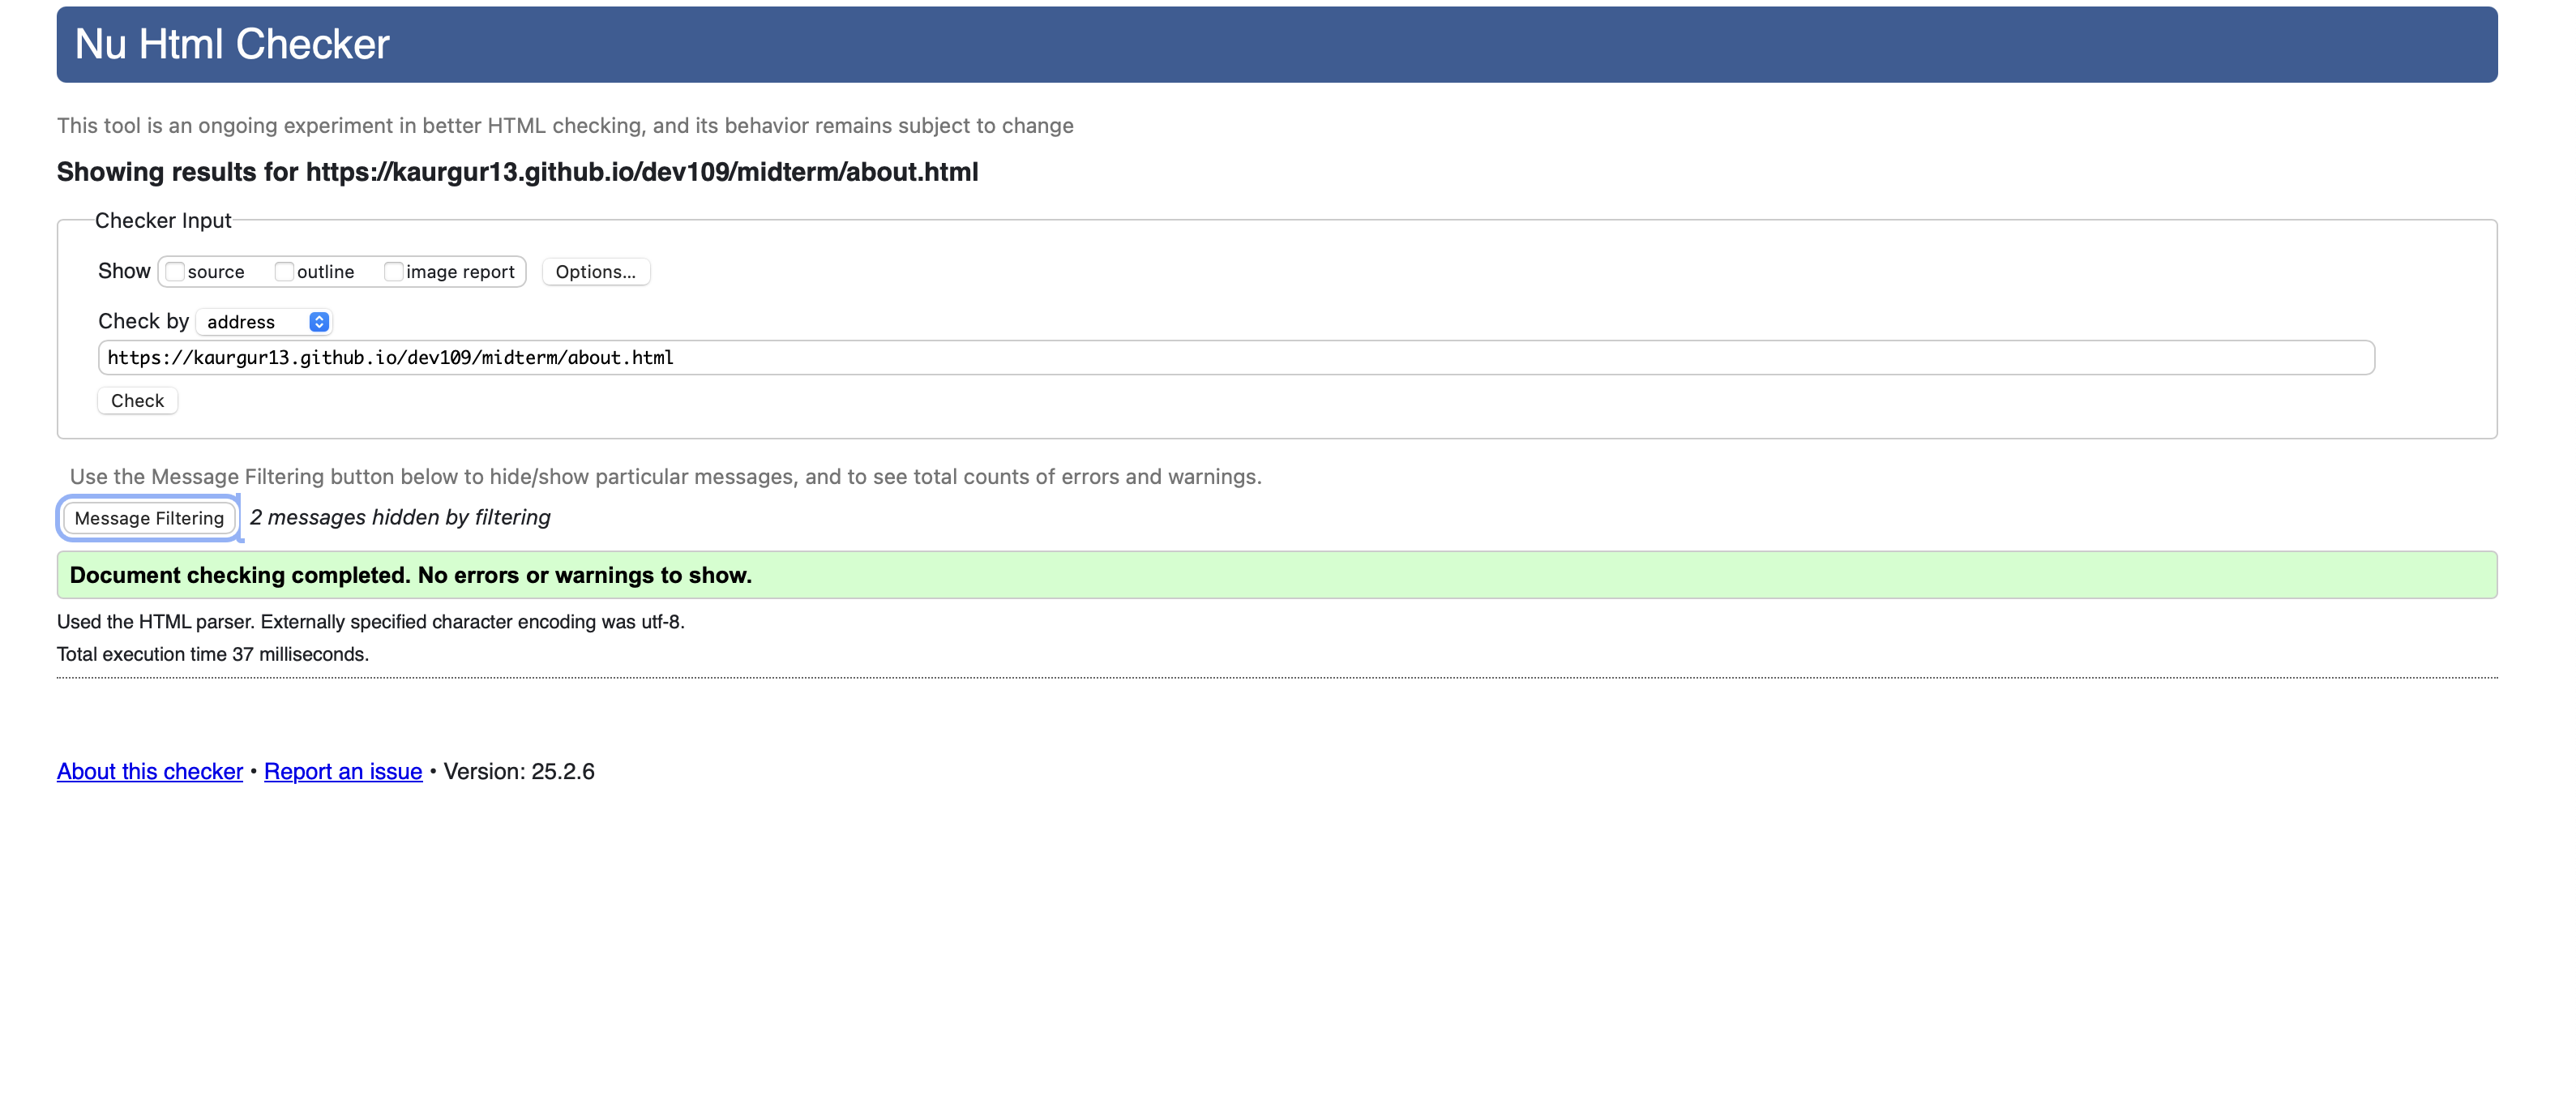 Nu Html Checker
This tool is an ongoing experiment in better HTML checking, and its behavior remains subject to change
Showing results for https://kaurgur13.github.io/dev109/midterm/about.html
Checker Input
Show source outline image report Options...
Check by address
https://kaurgur13.github.io/dev109/midterm/about.html
Check
Use the Message Filtering button below to hide/show particular messages, and to see total counts of errors and warnings.
Message Filtering 2 messages hidden by filtering
Document checking completed. No errors or warnings to show.
Used the HTML parser. Externally specified character encoding was utf-8.
Total execution time 37 milliseconds.
About this checker • Report an issue • Version: 25.2.6